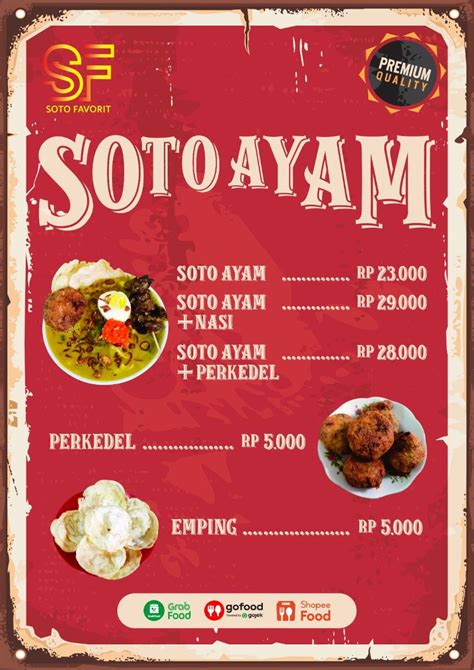 SF
SOTO FAVORIT
PREMIUM
QUALITY
SOTO AYAM
SOTO AYAM .............. RP 23.000
SOTO AYAM .............. RP 29.000
+NASI
SOTO AYAM .............. RP 28.000
+PERKEDEL
PERKEDEL .................. RP 5.000
EMPING ..................... RP 5.000
Grab
Food
gofood
gojek
Shopee
Food